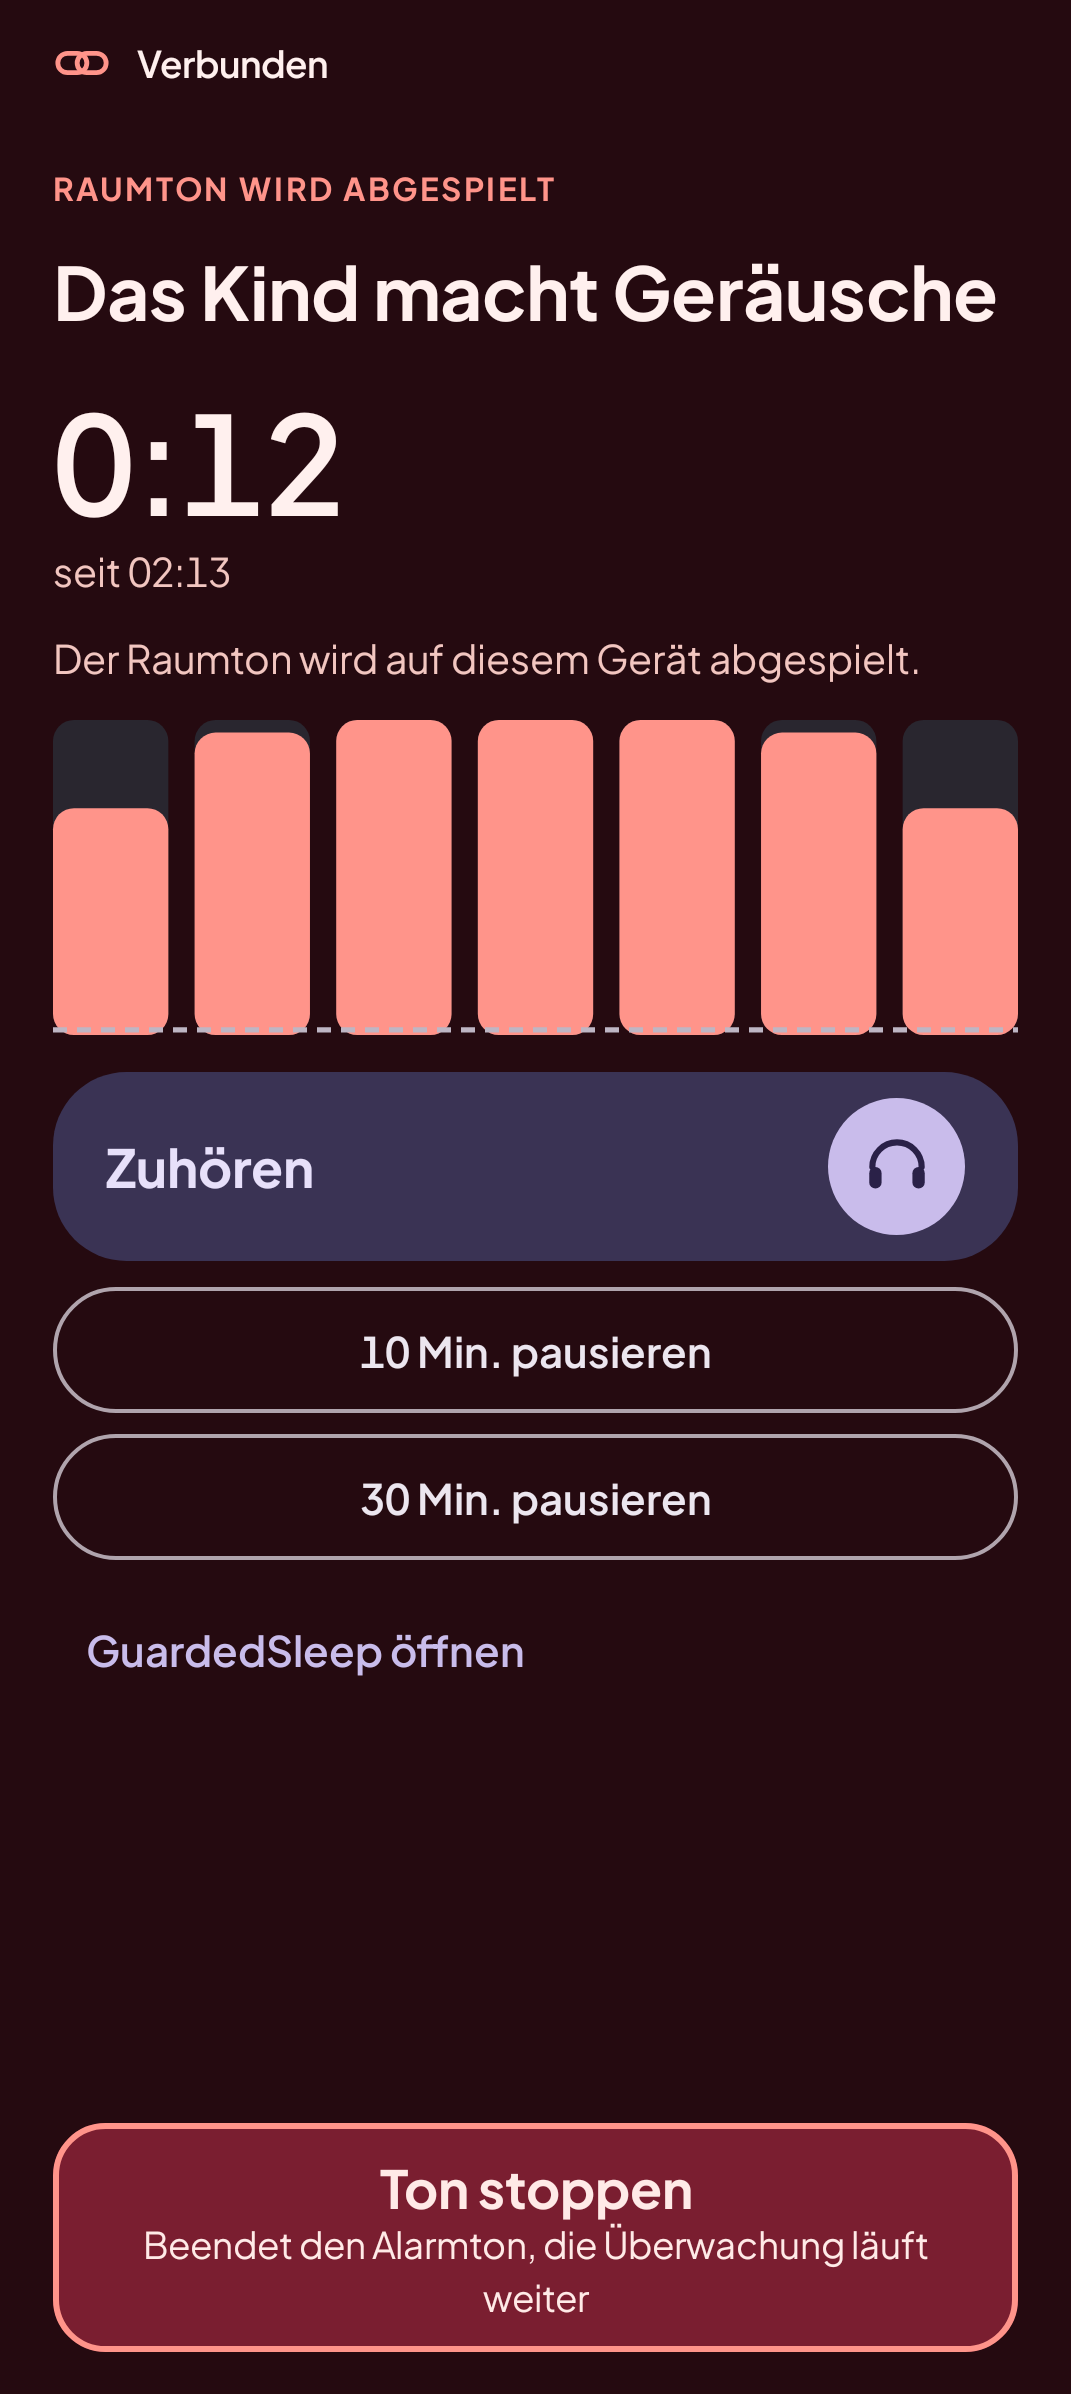 Verbunden
RAUMTON WIRD ABGESPIELT
Das Kind macht Geräusche
0:12
seit 02:13
Der Raumton wird auf diesem Gerät abgespielt.
Zuhören
10 Min. pausieren
30 Min. pausieren
GuardedSleep öffnen
Ton stoppen
Beendet den Alarmton, die Überwachung läuft
weiter